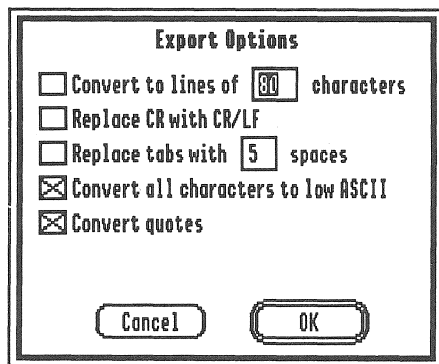 Export Options
Convert to lines of 80 characters
Replace CR with CR/LF
Replace tabs with 5 spaces
Convert all characters to low ASCII
Convert quotes
Cancel OK